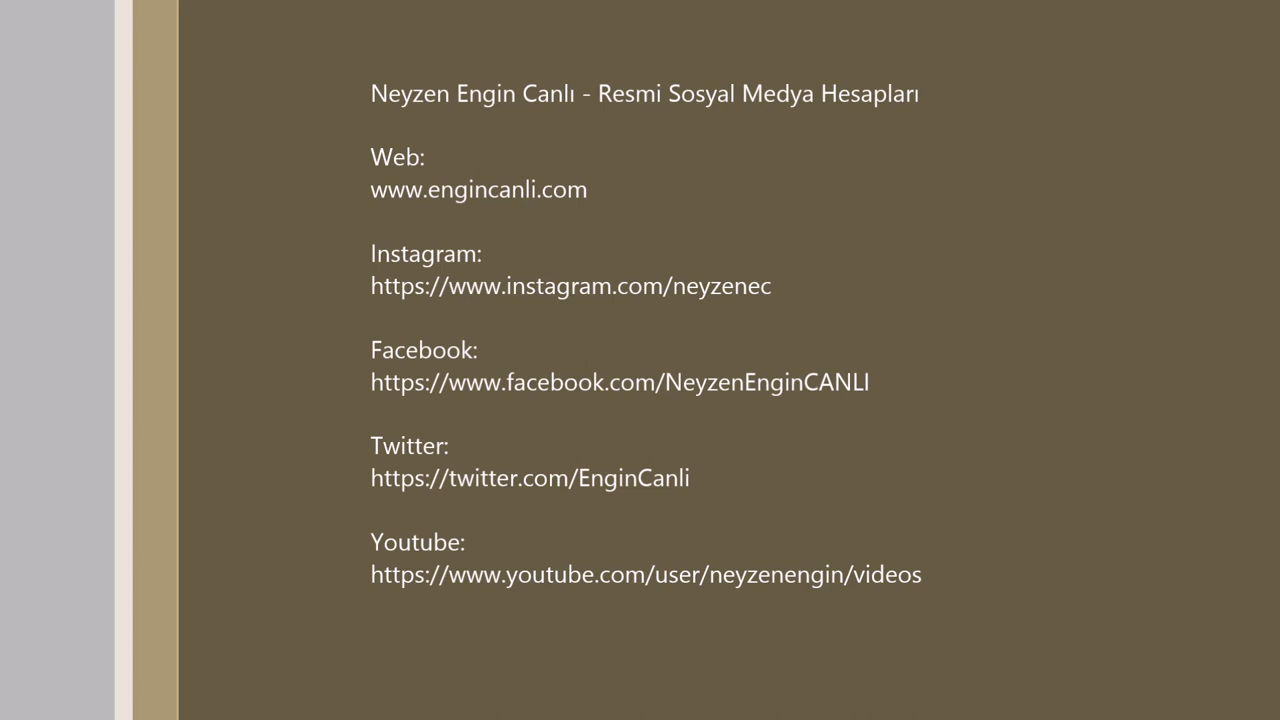 Neyzen Engin Canlı - Resmi Sosyal Medya Hesapları
Web:
www.engincanli.com
Instagram:
https://www.instagram.com/neyzenec
Facebook:
https://www.facebook.com/NeyzenEnginCANLI
Twitter:
https://twitter.com/EnginCanli
Youtube:
https://www.youtube.com/user/neyzenengin/videos